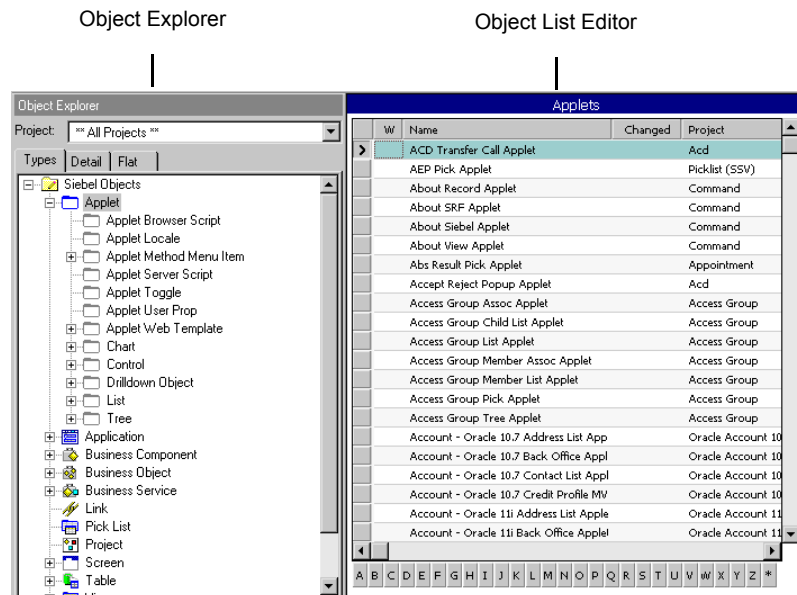 Object Explorer
Object List Editor
Object Explorer
Project: ** All Projects **
Types Detail Flat
Siebel Objects
Applet
Applet Browser Script
Applet Locale
Applet Method Menu Item
Applet Server Script
Applet Toggle
Applet User Prop
Applet Web Template
Chart
Control
Drilldown Object
List
Tree
Application
Business Component
Business Object
Business Service
Link
Pick List
Project
Screen
Table
Applets
W Name Changed Project
ACD Transfer Call Applet Acd
AEP Pick Applet Picklist (SSV)
About Record Applet Command
About SRF Applet Command
About Siebel Applet Command
About View Applet Command
Abs Result Pick Applet Appointment
Accept Reject Popup Applet Acd
Access Group Assoc Applet Access Group
Access Group Child List Applet Access Group
Access Group List Applet Access Group
Access Group Member Assoc Applet Access Group
Access Group Member List Applet Access Group
Access Group Pick Applet Access Group
Access Group Tree Applet Access Group
Account - Oracle 10.7 Address List App Oracle Account 10
Account - Oracle 10.7 Back Office Appl Oracle Account 10
Account - Oracle 10.7 Contact List Appl Oracle Account 10
Account - Oracle 10.7 Credit Profile MV Oracle Account 10
Account - Oracle 11i Address List Apple Oracle Account 11
Account - Oracle 11i Back Office Applet Oracle Account 11
A B C D E F G H I J K L M N O P Q R S T U V W X Y Z *